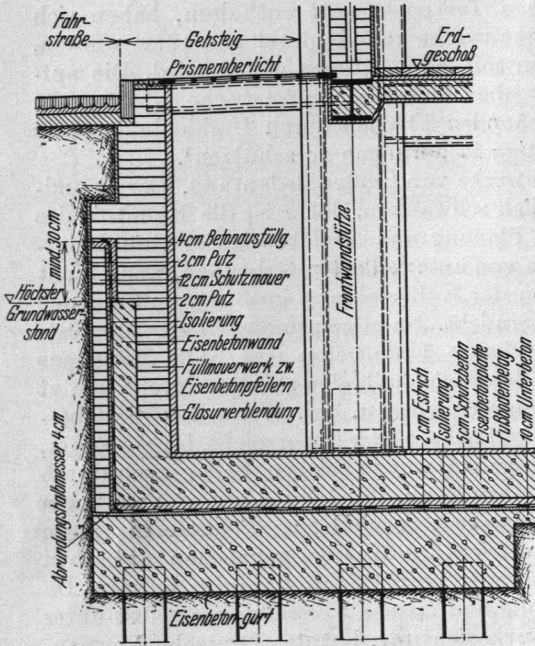 Fahr-
straße
Gehsteig
Prismenoberlicht
Erd-
geschoß
mind. 30 cm
Höchster
Grundwasser-
stand
4 cm Betonausfüllg.
2 cm Putz
12 cm Schutzmauer
2 cm Putz
Isolierung
Eisenbetonwand
Füllmauerwerk zw.
Eisenbetonpfeilern
Glasurverblendung
Frontwandstütze
2 cm Estrich
Isolierung
5 cm Schutzbeton
Eisenbetonplatte
Fußbodenbelag
10 cm Unterbeton
Abrundungshalbmesser 4 cm
Eisenbeton-gurt